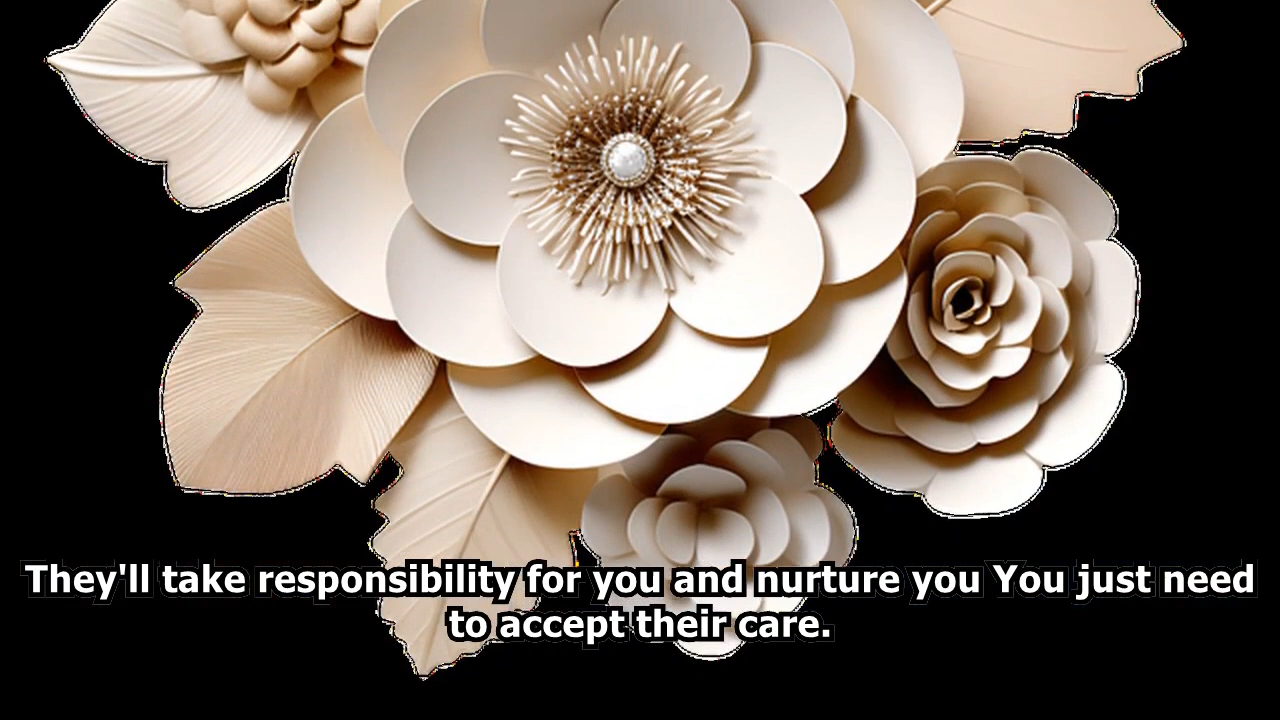 They'll take responsibility for you and nurture you You just need
to accept their care.